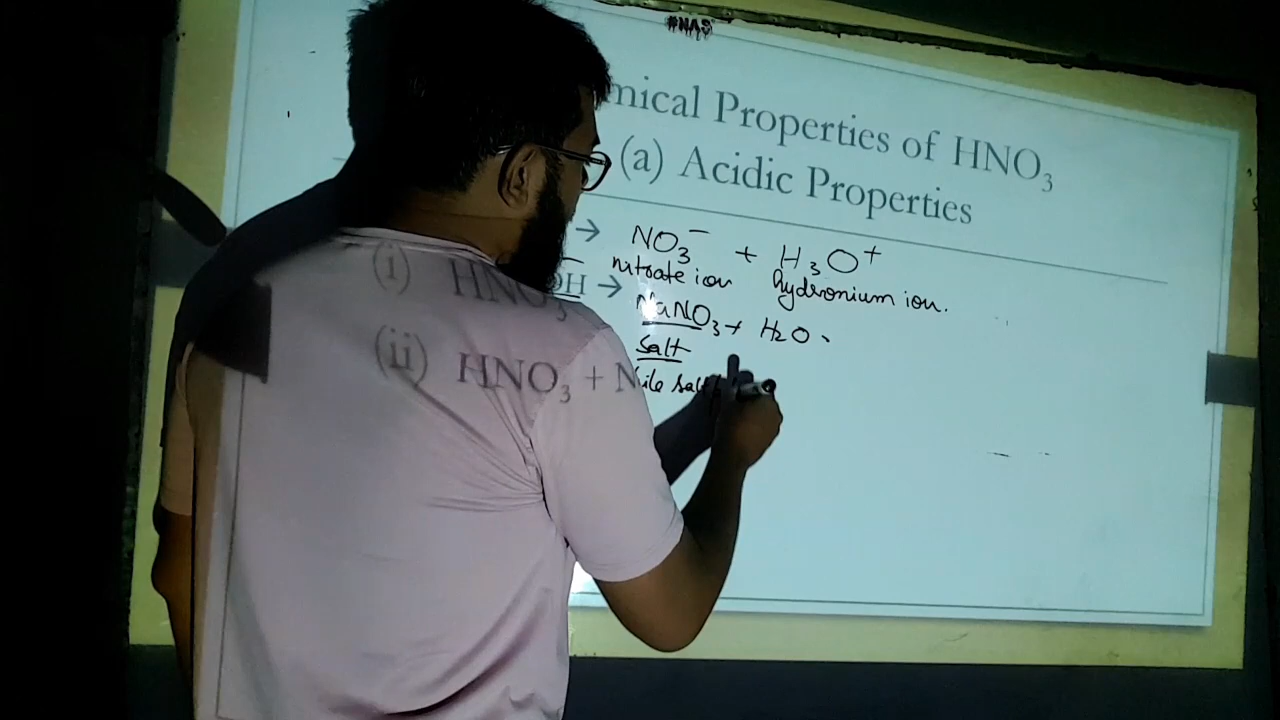 #NAS
mical Properties of HNO₃
(a) Acidic Properties
(i) HNO₃ → NO₃⁻ + H₃O⁺
nitrate ion hydronium ion.
(ii) HNO₃ + N OH → NaNO₃ + H₂O
Salt